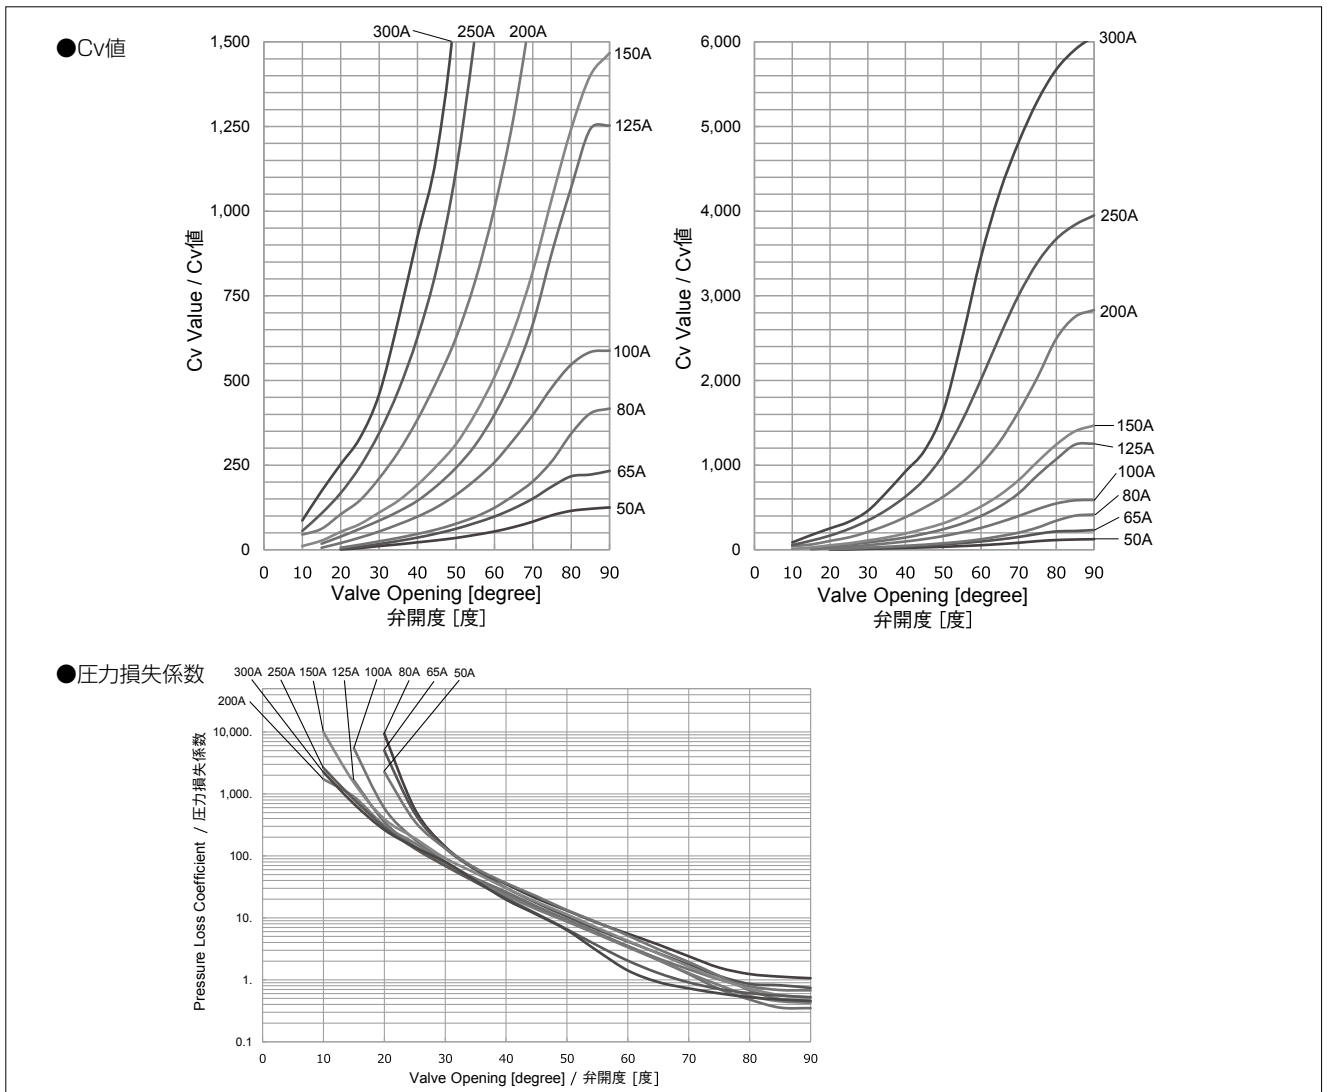 ●Cv値
300A 250A 200A
1,500
150A
1,250
125A
1,000
Cv Value / Cv値
750
500
100A
80A
250
65A
50A
0
0 10 20 30 40 50 60 70 80 90
Valve Opening [degree]
弁開度 [度]
6,000
300A
5,000
4,000
250A
Cv Value / Cv値
3,000
200A
2,000
150A
125A
1,000
100A
80A
65A
50A
0
0 10 20 30 40 50 60 70 80 90
Valve Opening [degree]
弁開度 [度]
●圧力損失係数
300A 250A 150A 125A 100A 80A 65A 50A
200A
10,000.
1,000.
100.
10.
1.
0.1
Pressure Loss Coefficient / 圧力損失係数
0 10 20 30 40 50 60 70 80 90
Valve Opening [degree] / 弁開度 [度]